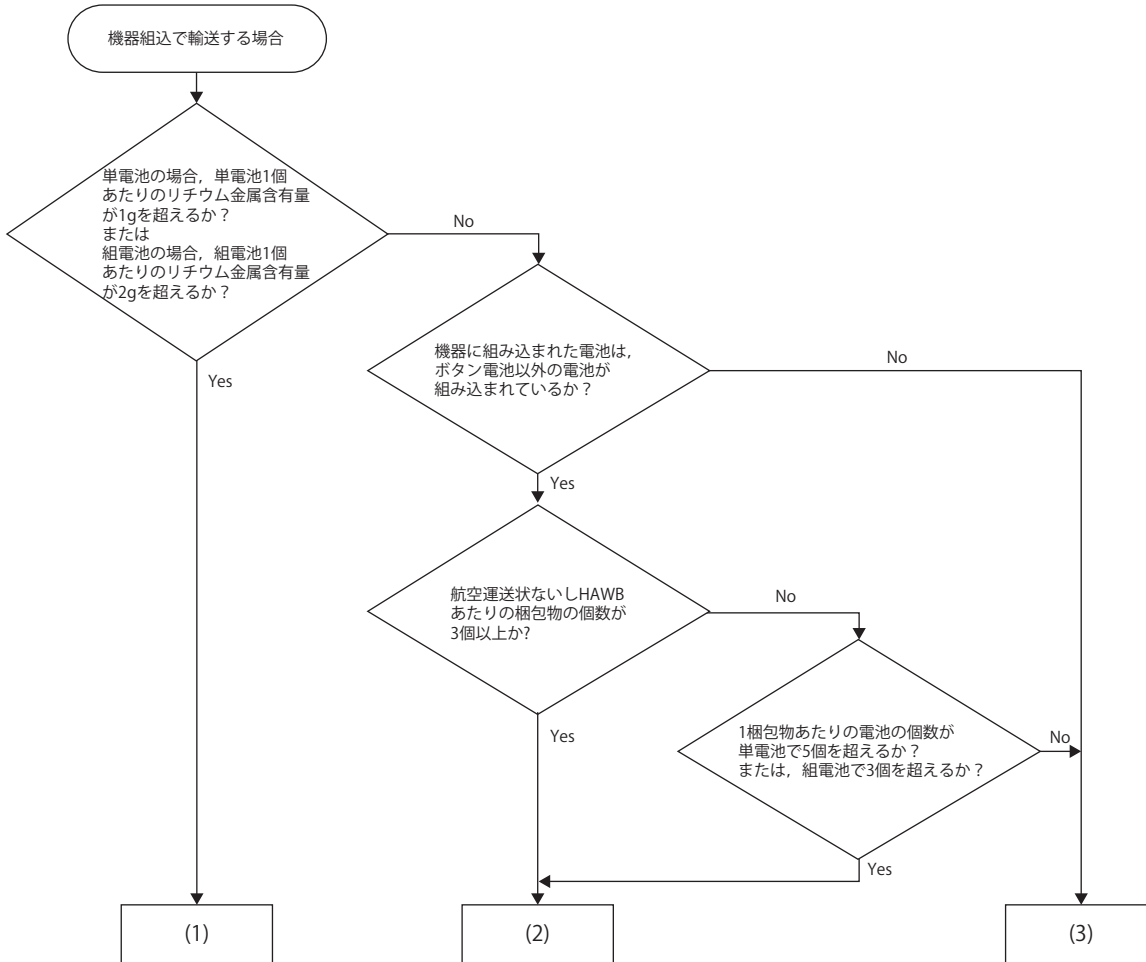 機器組込で輸送する場合
単電池の場合，単電池1個
あたりのリチウム金属含有量
が1gを超えるか？
または
組電池の場合，組電池1個
あたりのリチウム金属含有量
が2gを超えるか？
No
Yes
機器に組み込まれた電池は，
ボタン電池以外の電池が
組み込まれているか？
No
Yes
航空運送状ないしHAWB
あたりの梱包物の個数が
3個以上か?
No
Yes
1梱包物あたりの電池の個数が
単電池で5個を超えるか？
または，組電池で3個を超えるか？
No
Yes
(1)
(2)
(3)